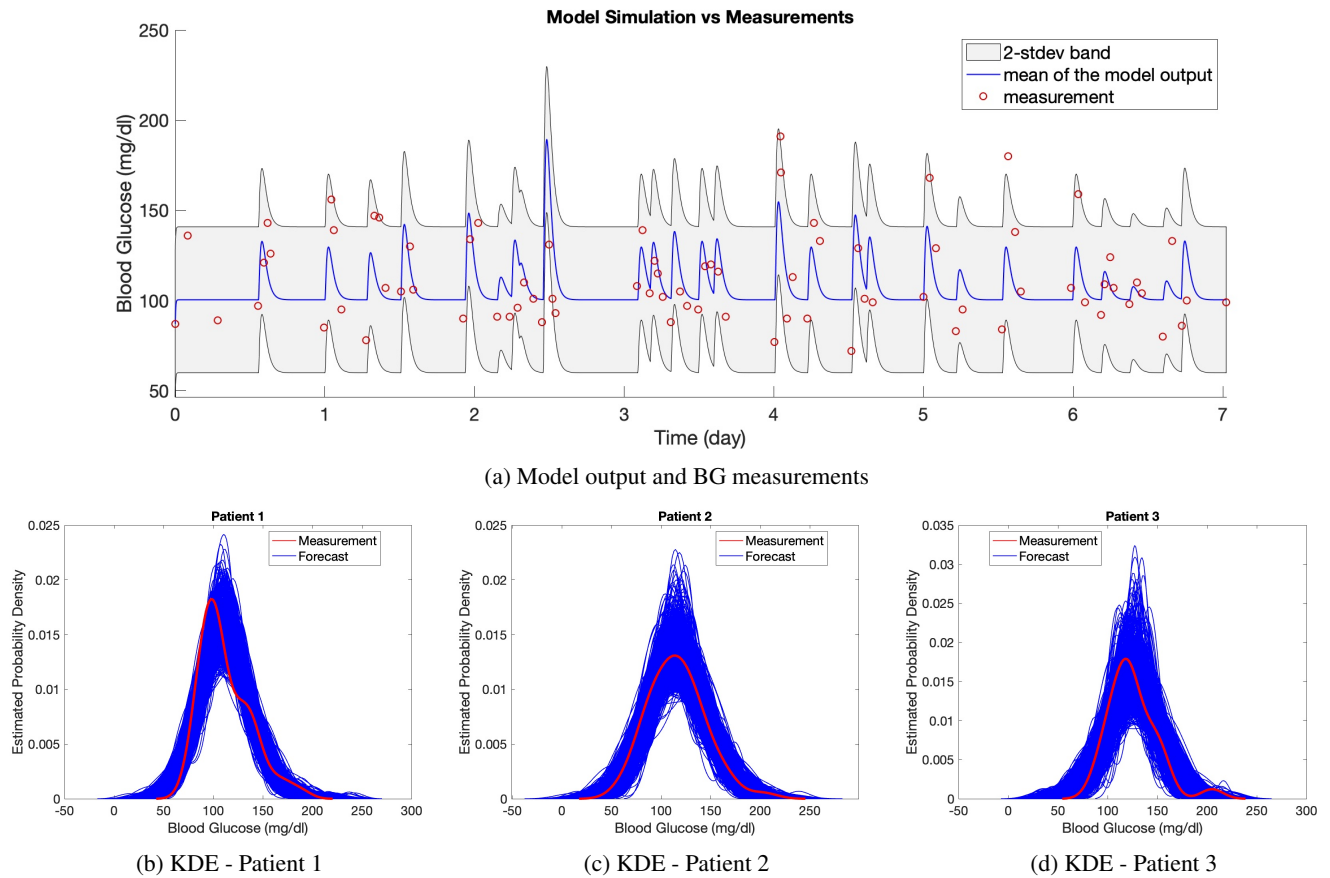 Model Simulation vs Measurements
250
200
150
100
50
Blood Glucose (mg/dl)
2-stdev band
mean of the model output
measurement
0 1 2 3 4 5 6 7
Time (day)
(a) Model output and BG measurements
Patient 1
0.025
0.02
0.015
0.01
0.005
0
Estimated Probability Density
Measurement
Forecast
-50 0 50 100 150 200 250 300
Blood Glucose (mg/dl)
(b) KDE - Patient 1
Patient 2
0.025
0.02
0.015
0.01
0.005
0
Estimated Probability Density
Measurement
Forecast
-50 0 50 100 150 200 250
Blood Glucose (mg/dl)
(c) KDE - Patient 2
Patient 3
0.035
0.03
0.025
0.02
0.015
0.01
0.005
0
Estimated Probability Density
Measurement
Forecast
-50 0 50 100 150 200 250 300
Blood Glucose (mg/dl)
(d) KDE - Patient 3